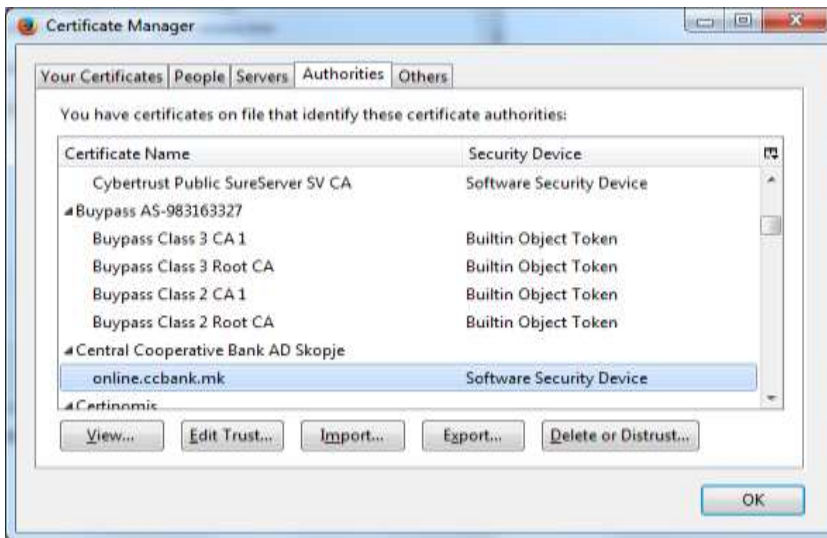 Certificate Manager
Your Certificates People Servers Authorities Others
You have certificates on file that identify these certificate authorities:
Certificate Name Security Device
Cybertrust Public SureServer SV CA Software Security Device
Buypass AS-983163327
Buypass Class 3 CA 1 Builtin Object Token
Buypass Class 3 Root CA Builtin Object Token
Buypass Class 2 CA 1 Builtin Object Token
Buypass Class 2 Root CA Builtin Object Token
Central Cooperative Bank AD Skopje
online.ccbank.mk Software Security Device
Certinomis
View... Edit Trust... Import... Export... Delete or Distrust...
OK